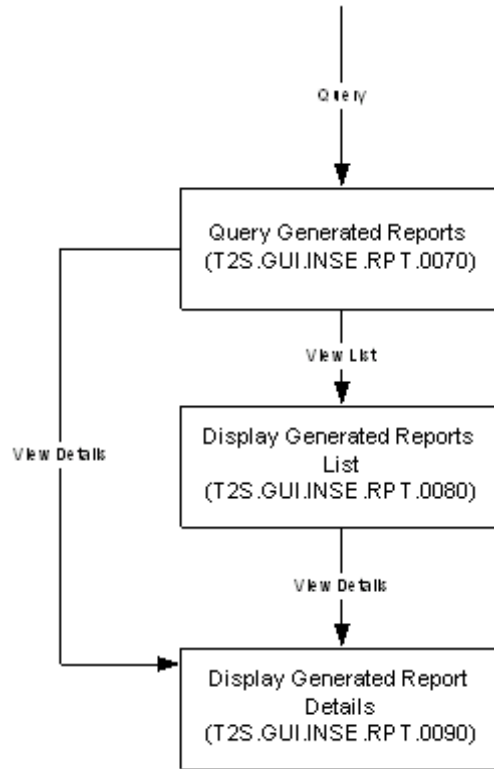 Query
Query Generated Reports
(T2S.GUI.INSE.RPT.0070)
View List
Display Generated Reports
List
(T2S.GUI.INSE.RPT.0080)
View Details
View Details
Display Generated Report
Details
(T2S.GUI.INSE.RPT.0090)